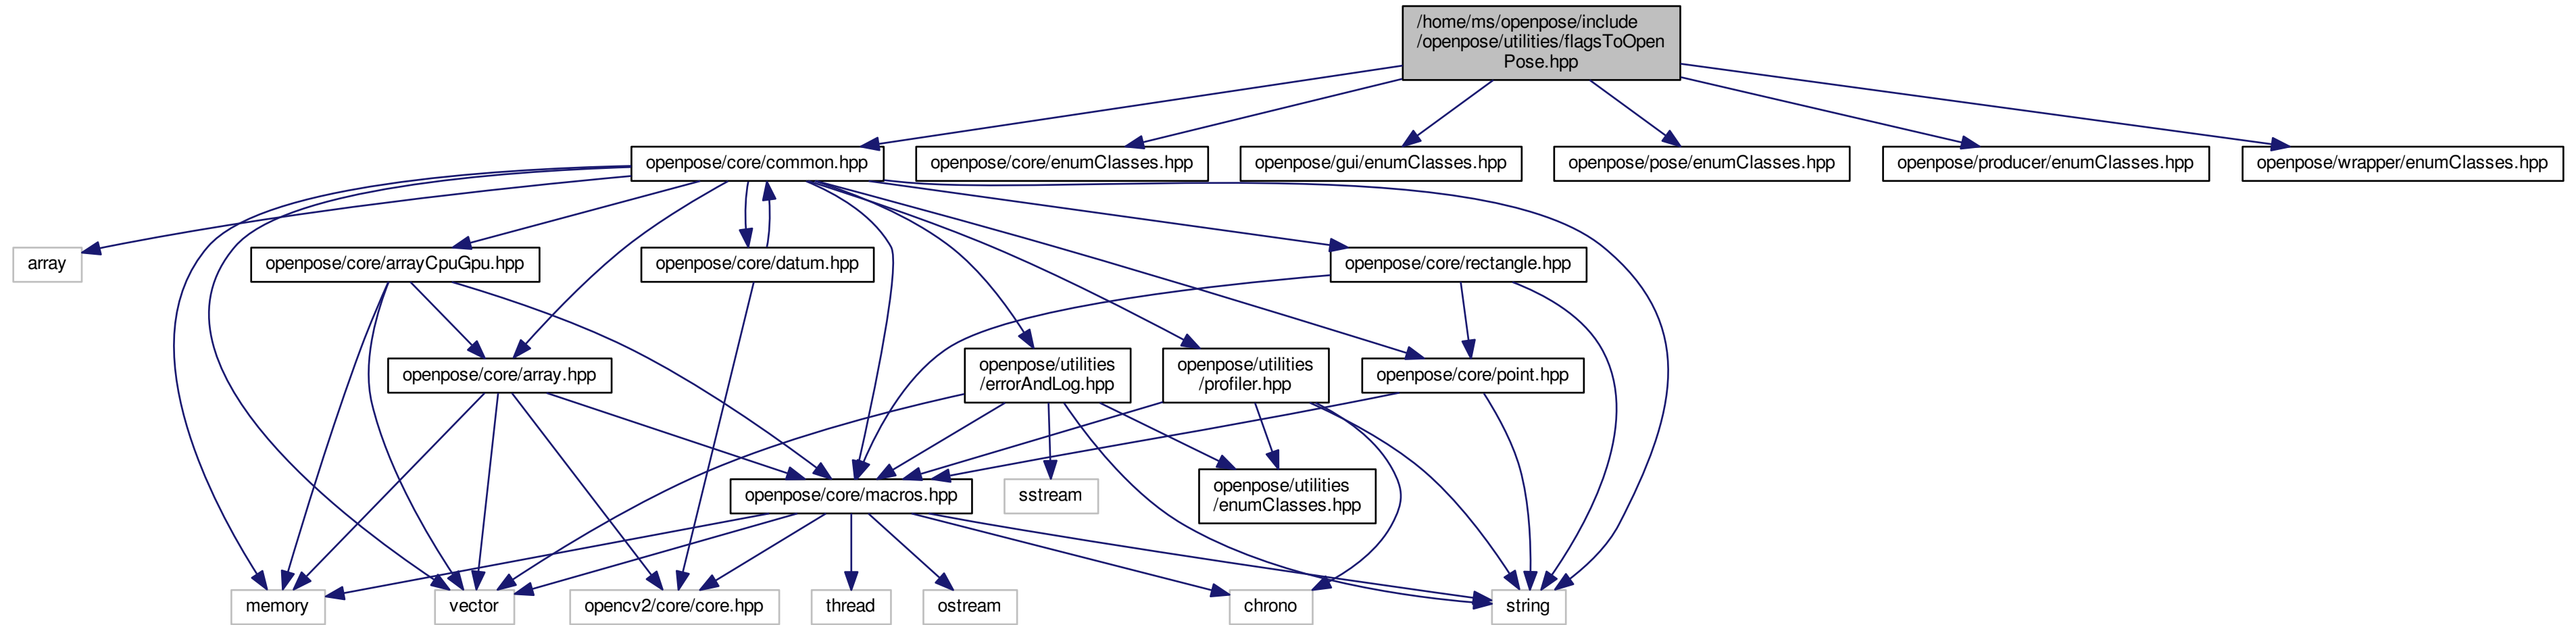 /home/ms/openpose/include
/openpose/utilities/flagsToOpen
Pose.hpp
openpose/core/common.hpp
openpose/core/enumClasses.hpp
openpose/gui/enumClasses.hpp
openpose/pose/enumClasses.hpp
openpose/producer/enumClasses.hpp
openpose/wrapper/enumClasses.hpp
array
openpose/core/arrayCpuGpu.hpp
openpose/core/datum.hpp
openpose/core/rectangle.hpp
openpose/core/array.hpp
openpose/utilities
/errorAndLog.hpp
openpose/utilities
/profiler.hpp
openpose/core/point.hpp
openpose/core/macros.hpp
sstream
openpose/utilities
/enumClasses.hpp
memory
vector
opencv2/core/core.hpp
thread
ostream
chrono
string